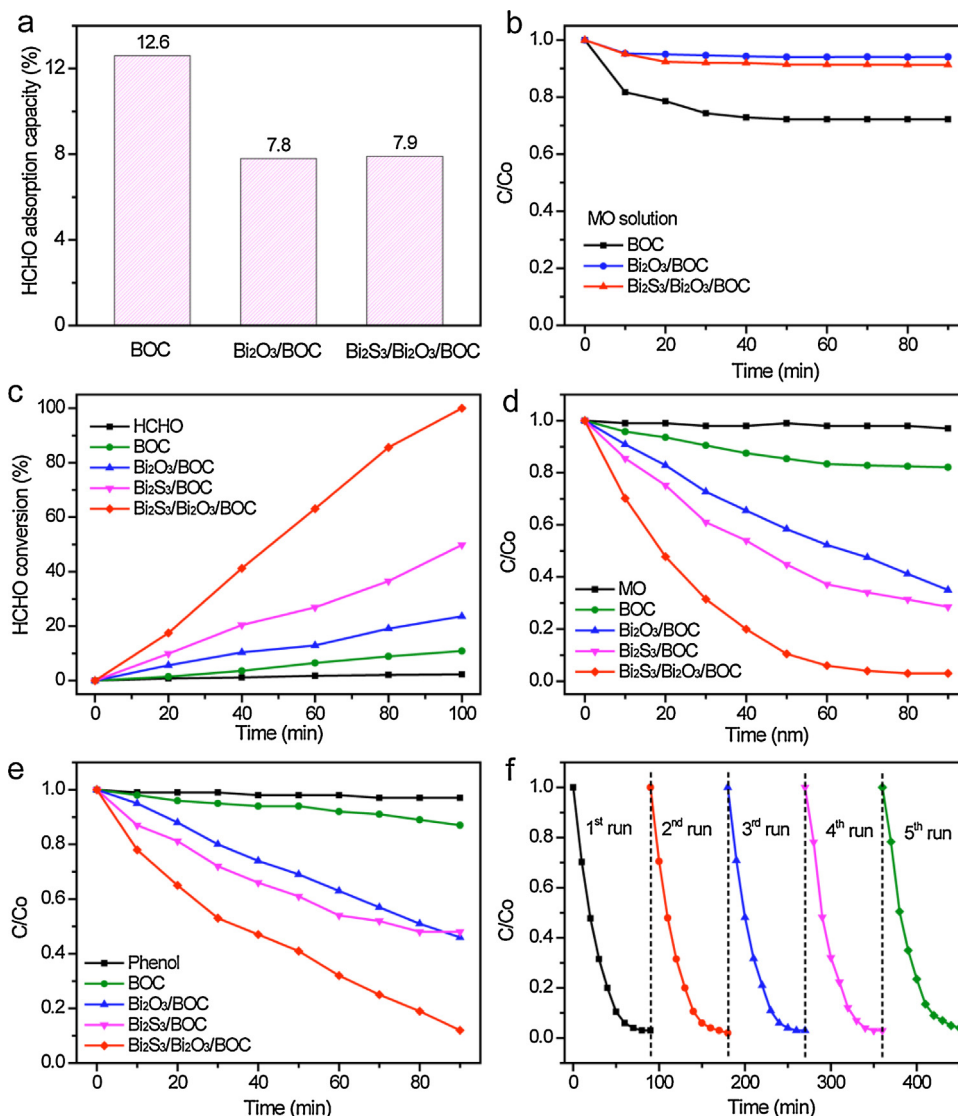 a
HCHO adsorption capacity (%)
12
8
4
0
12.6
7.8
7.9
BOC
Bi₂O₃/BOC
Bi₂S₃/Bi₂O₃/BOC
b
C/Co
1.0
0.8
0.6
0.4
0.2
0.0
MO solution
BOC
Bi₂O₃/BOC
Bi₂S₃/Bi₂O₃/BOC
0 20 40 60 80
Time (min)
c
HCHO conversion (%)
100
80
60
40
20
0
HCHO
BOC
Bi₂O₃/BOC
Bi₂S₃/BOC
Bi₂S₃/Bi₂O₃/BOC
0 20 40 60 80 100
Time (min)
d
C/Co
1.0
0.8
0.6
0.4
0.2
0.0
MO
BOC
Bi₂O₃/BOC
Bi₂S₃/BOC
Bi₂S₃/Bi₂O₃/BOC
0 20 40 60 80
Time (nm)
e
C/Co
1.0
0.8
0.6
0.4
0.2
0.0
Phenol
BOC
Bi₂O₃/BOC
Bi₂S₃/BOC
Bi₂S₃/Bi₂O₃/BOC
0 20 40 60 80
Time (min)
f
C/Co
1.0
0.8
0.6
0.4
0.2
0.0
1st run
2nd run
3rd run
4th run
5th run
0 100 200 300 400
Time (min)